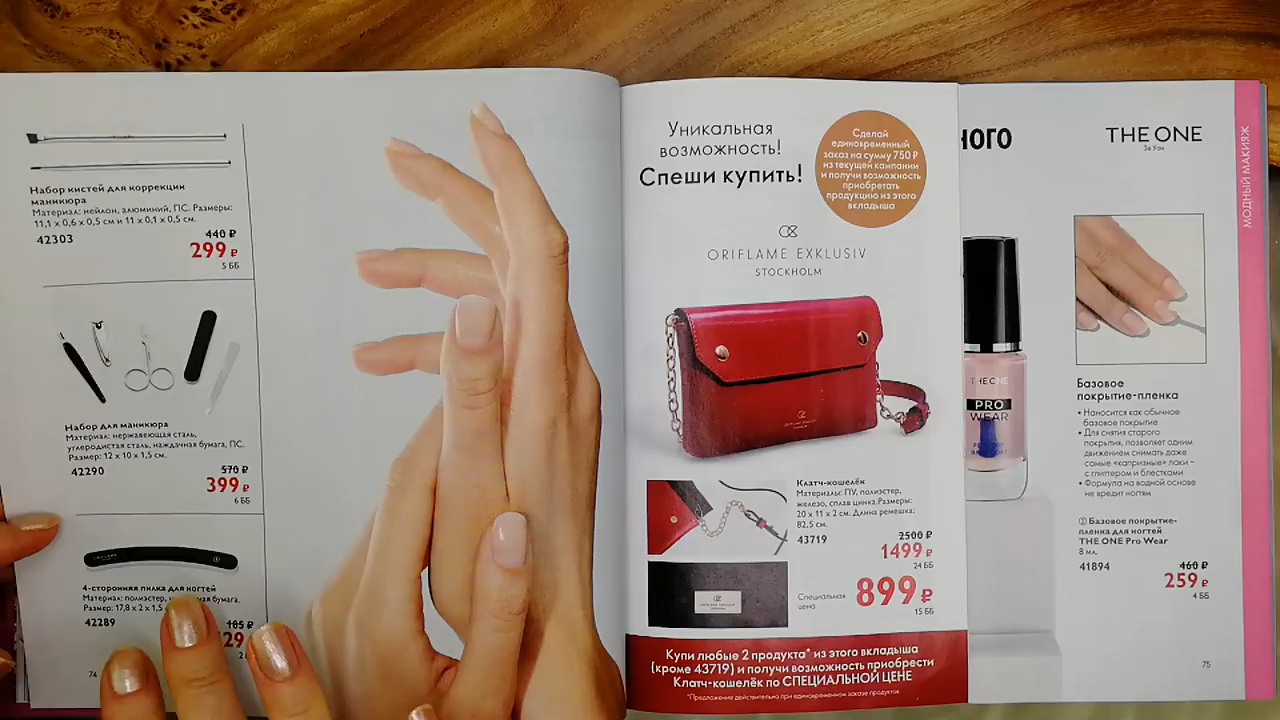 Набор кистей для коррекции
маникюра
Материал: нейлон, алюминий, ПС. Размеры:
11,1 x 0,6 x 0,5 см и 11 x 0,1 x 0,5 см.
42303
440 ₽
299 ₽
5 ББ
Набор для маникюра
Материал: нержавеющая сталь,
углеродистая сталь, наждачная бумага, ПС.
Размер: 12 x 10 x 1,5 см.
42290
570 ₽
399 ₽
6 ББ
4-сторонняя пилка для ногтей
Материал: полиэстер, бумага,
Размер: 17,8 x 2 x 1,5
42289
185 ₽
29
74
Уникальная
возможность!
Спеши купить!
Сделай
единовременный
заказ на сумму 750 ₽
из текущей кампании
и получи возможность
приобретать
продукцию из этого
вкладыша
ORIFLAME EXKLUSIV
STOCKHOLM
Клатч-кошелёк
Материалы: ПУ, полиэстер,
железо, сплав цинка.Размеры:
20 x 11 x 2 см. Длина ремешка:
82,5 см.
43719
2500 ₽
1499 ₽
24 ББ
Специальная
цена
899 ₽
15 ББ
Купи любые 2 продукта* из этого вкладыша
(кроме 43719) и получи возможность приобрести
Клатч-кошелёк по СПЕЦИАЛЬНОЙ ЦЕНЕ
*Предложение действительно при единовременном заказе продуктов
НОГО
THE ONE
Зе Уан
МОДНЫЙ МАКИЯЖ
THE ONE
PRO
WEAR
Базовое
покрытие-пленка
• Наносится как обычное
базовое покрытие
• Для снятия старого
покрытия, позволяет одним
движением снимать даже
самые «капризные» лаки –
с глиттером и блестками
• Формула на водной основе
не вредит ногтям
② Базовое покрытие-
пленка для ногтей
THE ONE Pro Wear
8 мл.
41894
460 ₽
259 ₽
4 ББ
75